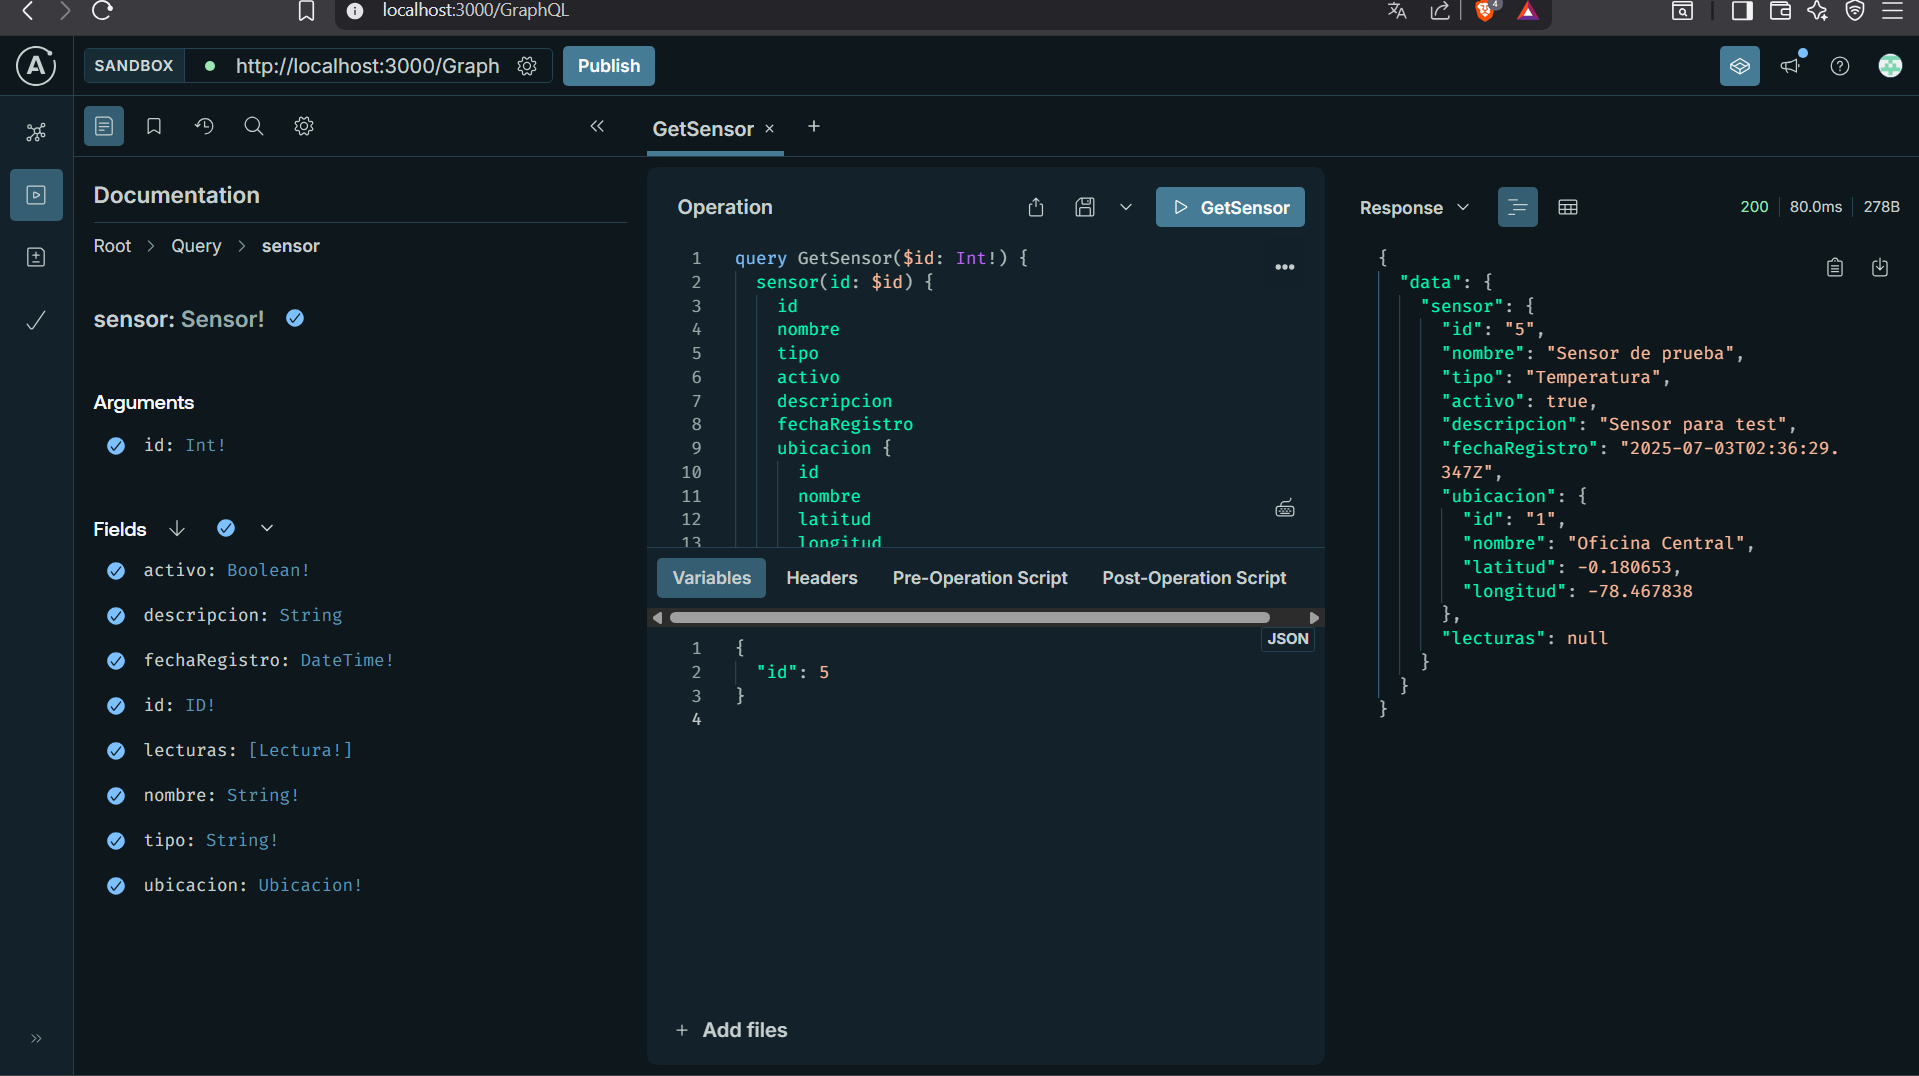 localhost:3000/GraphQL
4
SANDBOX
http://localhost:3000/Graph
Publish
GetSensor
Documentation
Root > Query > sensor
sensor: Sensor!
Arguments
id: Int!
Fields
activo: Boolean!
descripcion: String
fechaRegistro: DateTime!
id: ID!
lecturas: [Lectura!]
nombre: String!
tipo: String!
ubicacion: Ubicacion!
Operation
GetSensor
1 query GetSensor($id: Int!) {
2 sensor(id: $id) {
3 id
4 nombre
5 tipo
6 activo
7 descripcion
8 fechaRegistro
9 ubicacion {
10 id
11 nombre
12 latitud
13 longitud
Variables
Headers
Pre-Operation Script
Post-Operation Script
JSON
1 {
2 "id": 5
3 }
4
+ Add files
Response
200
80.0ms
278B
{
"data": {
"sensor": {
"id": "5",
"nombre": "Sensor de prueba",
"tipo": "Temperatura",
"activo": true,
"descripcion": "Sensor para test",
"fechaRegistro": "2025-07-03T02:36:29.
347Z",
"ubicacion": {
"id": "1",
"nombre": "Oficina Central",
"latitud": -0.180653,
"longitud": -78.467838
},
"lecturas": null
}
}
}